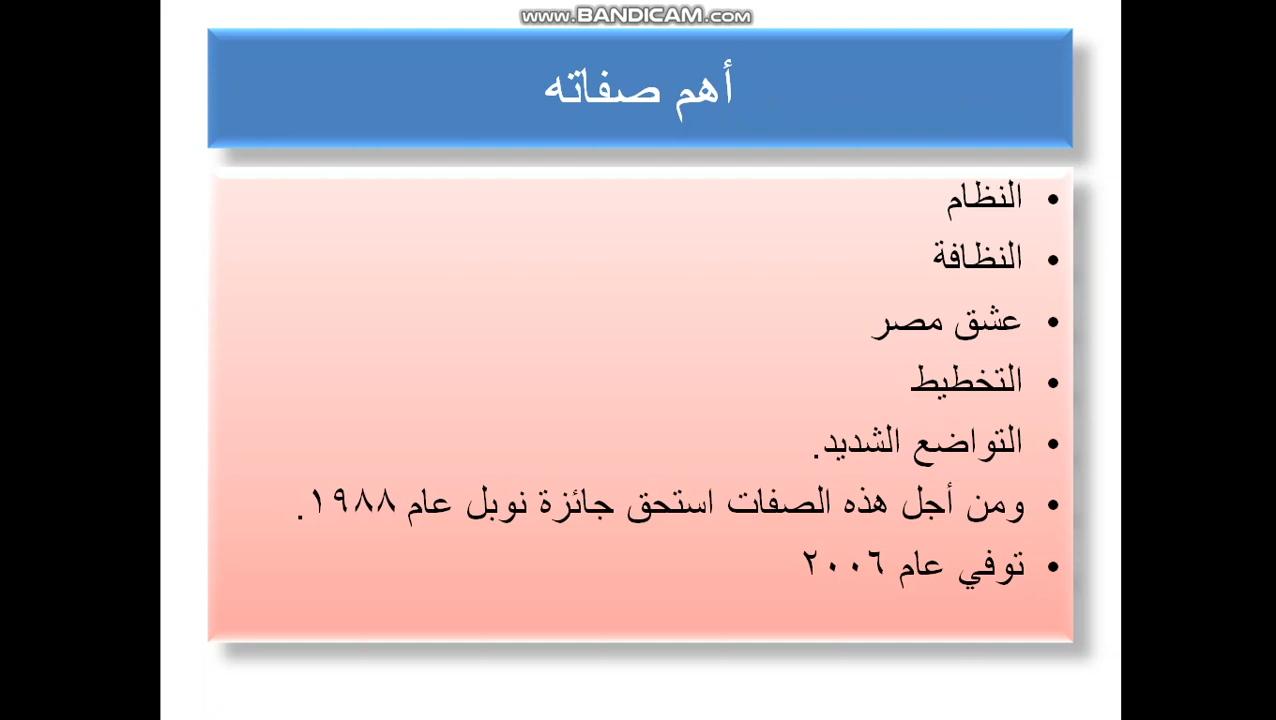 www.BANDICAM.com
أهم صفاته
• النظام
• النظافة
• عشق مصر
• التخطيط
• التواضع الشديد.
• ومن أجل هذه الصفات استحق جائزة نوبل عام ١٩٨٨.
• توفي عام ٢٠٠٦